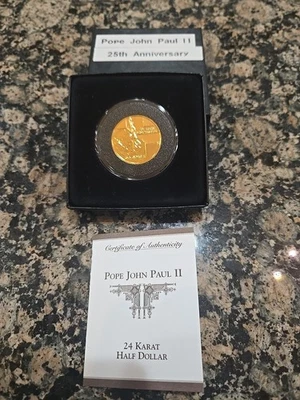 Pope John Paul II
25th Anniversary
Certificate of Authenticity
POPE JOHN PAUL II
24 KARAT
HALF DOLLAR